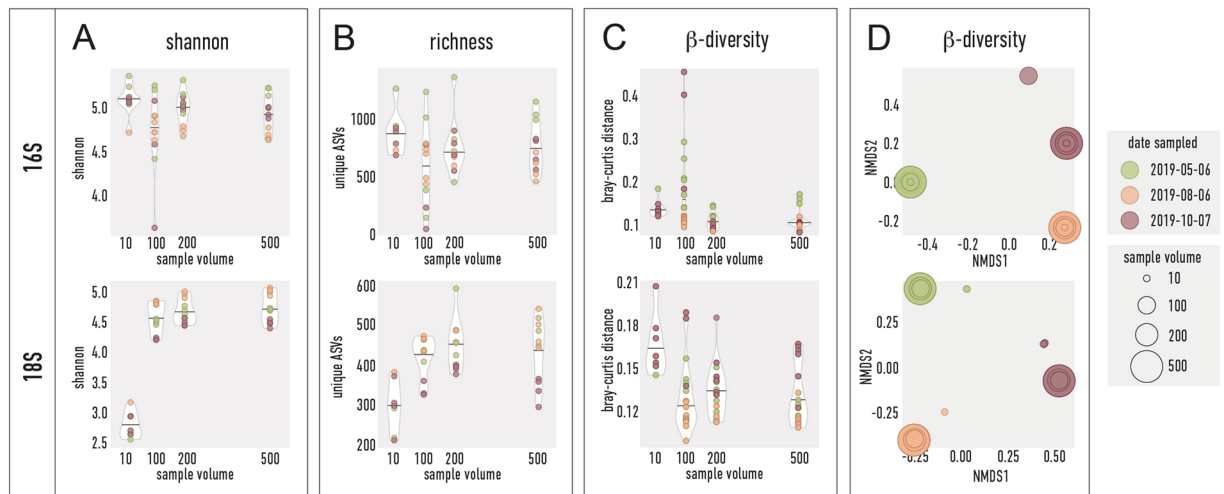 A shannon
B richness
C β-diversity
D β-diversity
16S
shannon
5.0
4.5
4.0
10 100 200 500
sample volume
unique ASVs
1000
500
0
10 100 200 500
sample volume
bray-curtis distance
0.4
0.3
0.2
0.1
10 100 200 500
sample volume
NMDS2
0.4
0.2
0.0
-0.2
-0.4 -0.2 0.0 0.2
NMDS1
date sampled
2019-05-06
2019-08-06
2019-10-07
sample volume
10
100
200
500
18S
shannon
5.0
4.5
4.0
3.5
3.0
2.5
10 100 200 500
sample volume
unique ASVs
600
500
400
300
200
10 100 200 500
sample volume
bray-curtis distance
0.21
0.18
0.15
0.12
10 100 200 500
sample volume
NMDS2
0.25
0.00
-0.25
-0.25 0.00 0.25 0.50
NMDS1